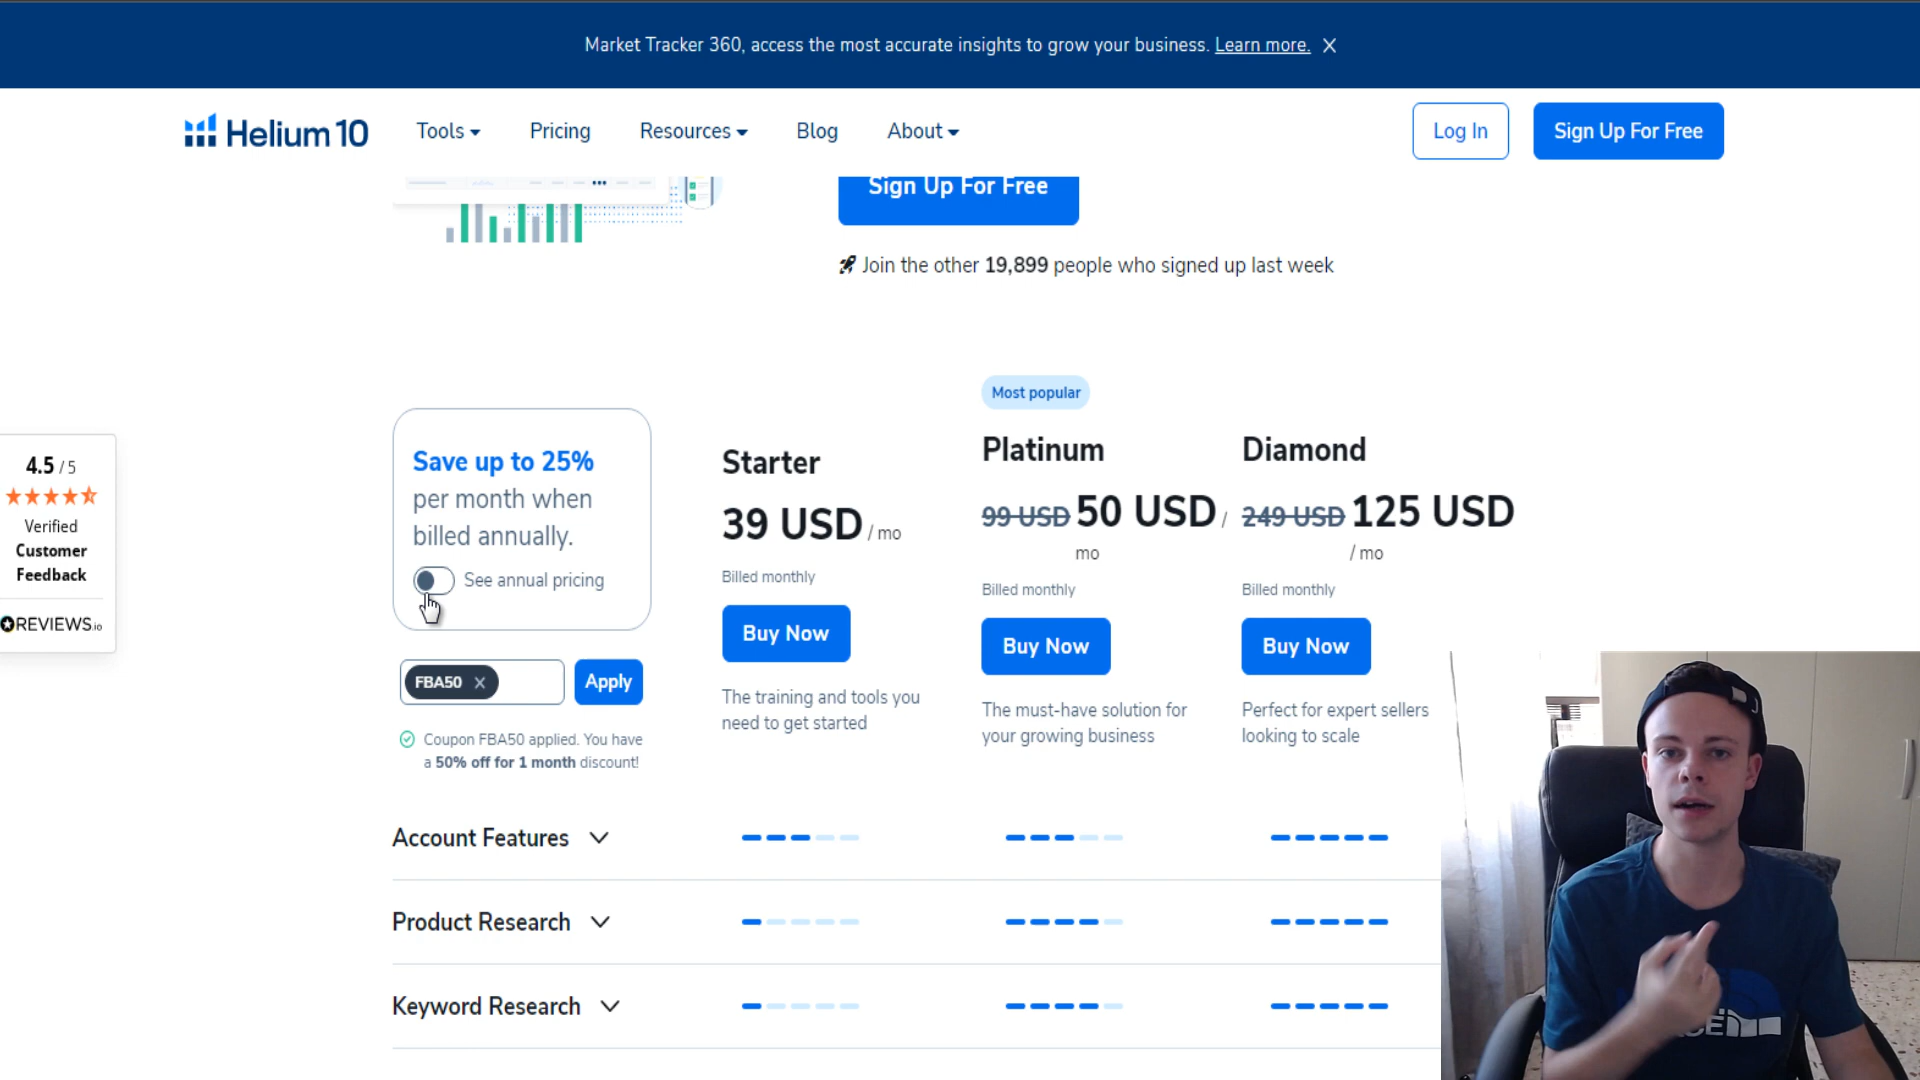 Market Tracker 360, access the most accurate insights to grow your business. Learn more. X
Helium 10
Tools
Pricing
Resources
Blog
About
Log In
Sign Up For Free
Sign Up For Free
Join the other 19,899 people who signed up last week
4.5 / 5
Verified
Customer
Feedback
REVIEWS.io
Save up to 25%
per month when
billed annually.
See annual pricing
FBA50 X
Apply
Coupon FBA50 applied. You have
a 50% off for 1 month discount!
Starter
39 USD / mo
Billed monthly
Buy Now
The training and tools you
need to get started
Most popular
Platinum
99 USD 50 USD /
mo
Billed monthly
Buy Now
The must-have solution for
your growing business
Diamond
249 USD 125 USD
/ mo
Billed monthly
Buy Now
Perfect for expert sellers
looking to scale
Account Features
Product Research
Keyword Research